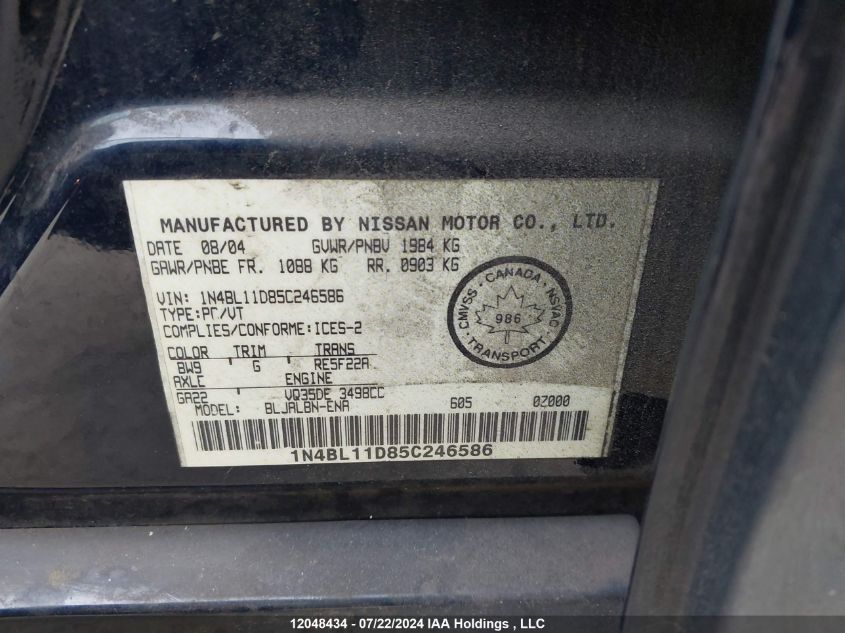 MANUFACTURED BY NISSAN MOTOR CO., LTD.
DATE 08/04 GVWR/PNBV 1984 KG
GAWR/PNBE FR. 1088 KG RR. 0903 KG
VIN: 1N4BL11D85C246586
TYPE:PC/VT
COMPLIES/CONFORME:ICES-2
CMVSS - CANADA - NSVAC
986
TRANSPORT
COLOR TRIM TRANS
BW9 G RE5F22A
AXLE ENGINE
GA22 VQ35DE 3498CC
MODEL: BLJALBN-ENA 605 0Z000
1N4BL11D85C246586
12048434 - 07/22/2024 IAA Holdings , LLC